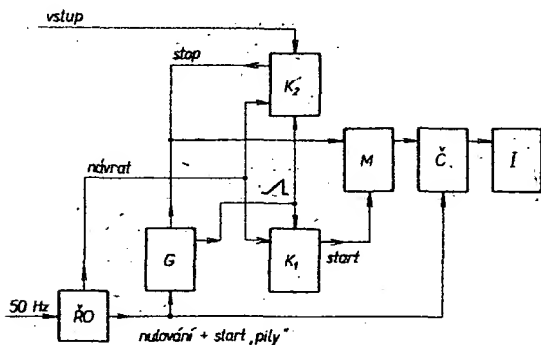 vstup
stop
K2
návrat
M
Č
I
G
K1
start
50 Hz
ŘO
nulování + start „pily"